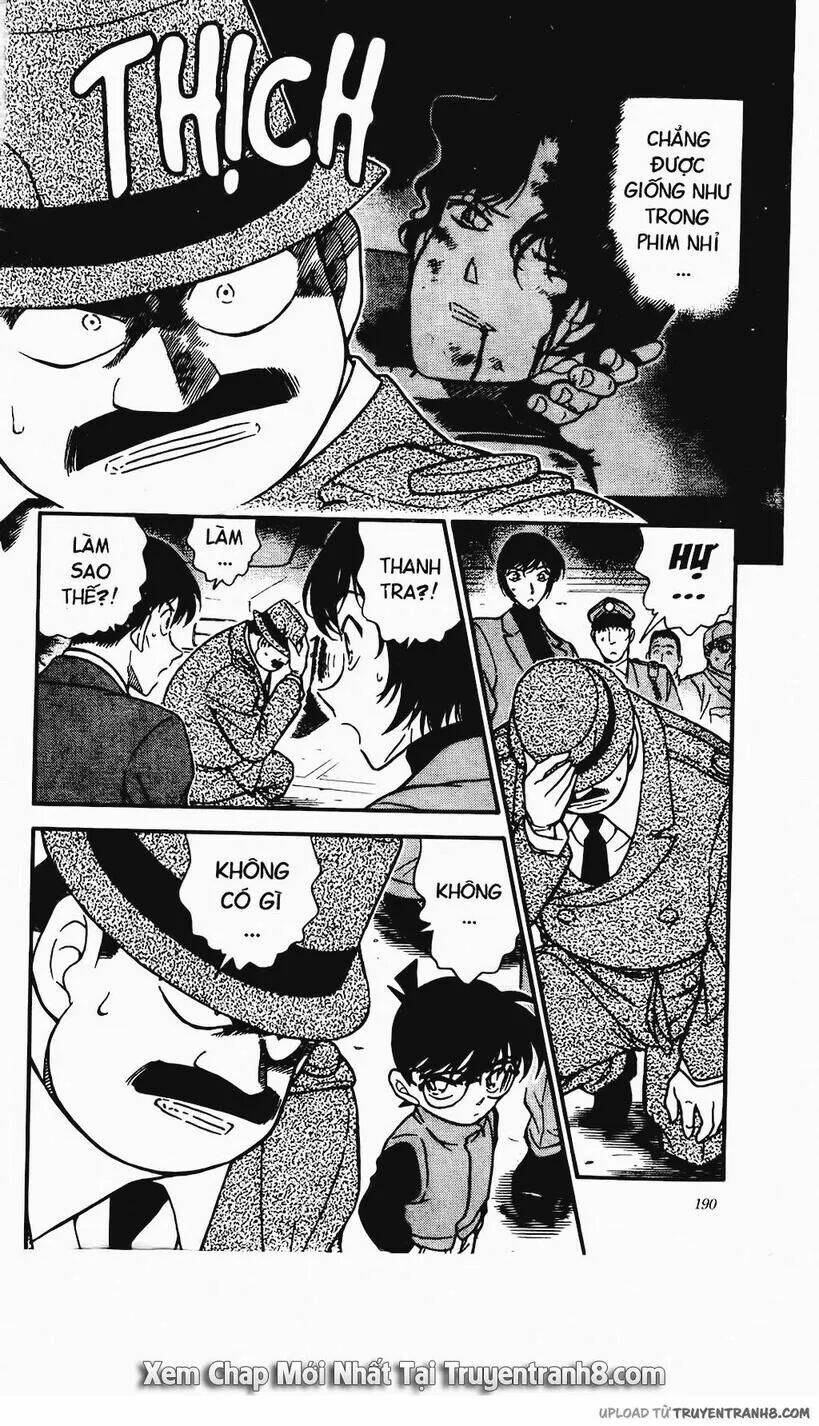 THỊCH
CHẲNG
ĐƯỢC
GIỐNG NHƯ
TRONG
PHIM NHỈ
...
HỰ
...
THANH
TRA?!
LÀM
...
LÀM
SAO
THẾ?!
KHÔNG
...
KHÔNG
CÓ GÌ
...
190
Xem Chap Mới Nhất Tại Truyentranh8.com
UPLOAD TỪ TRUYENTRANH8.COM